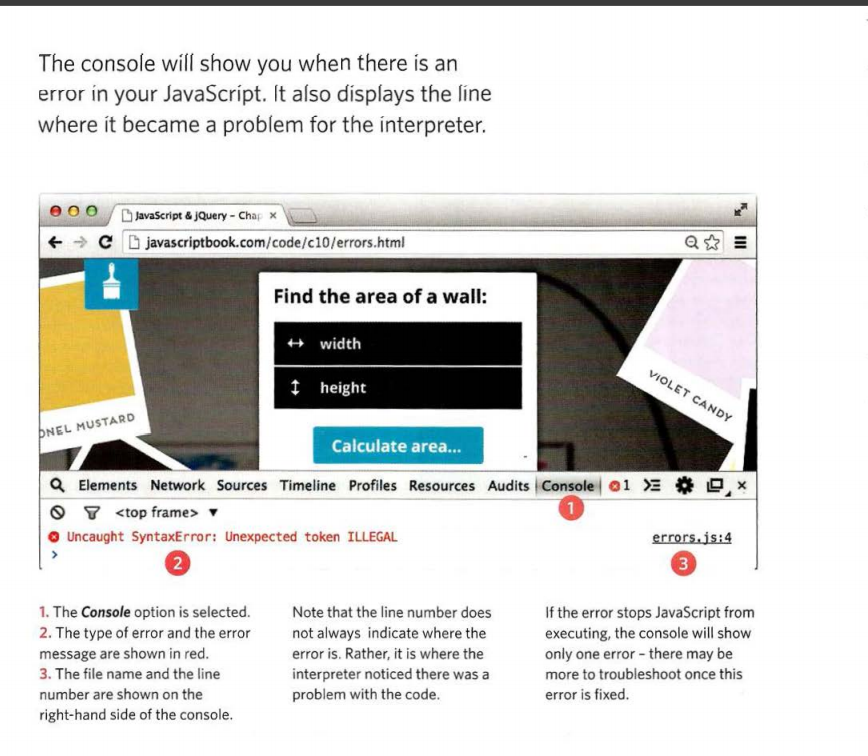 The console will show you when there is an
error in your JavaScript. It also displays the line
where it became a problem for the interpreter.
JavaScript & jQuery - Chap
javascriptbook.com/code/c10/errors.html
Find the area of a wall:
width
height
Calculate area...
ONEL MUSTARD
VIOLET CANDY
Elements Network Sources Timeline Profiles Resources Audits Console 1
<top frame> ▼
Uncaught SyntaxError: Unexpected token ILLEGAL errors.js:4
1
2
3
1. The Console option is selected.
2. The type of error and the error
message are shown in red.
3. The file name and the line
number are shown on the
right-hand side of the console.
Note that the line number does
not always indicate where the
error is. Rather, it is where the
interpreter noticed there was a
problem with the code.
If the error stops JavaScript from
executing, the console will show
only one error – there may be
more to troubleshoot once this
error is fixed.